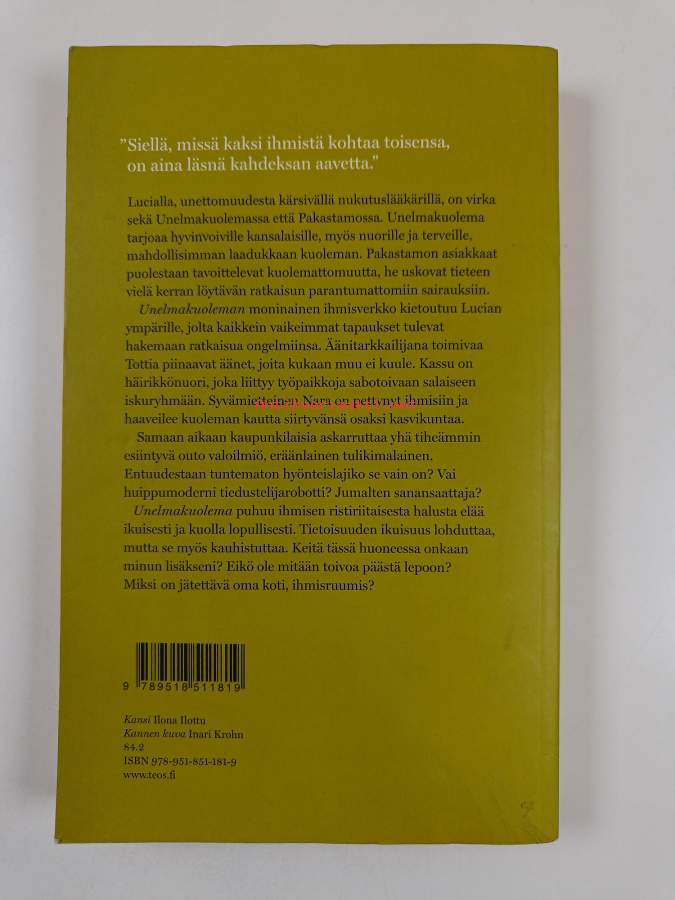 ”Siellä, missä kaksi ihmistä kohtaa toisensa,
on aina läsnä kahdeksan aavetta.”
Lucialla, unettomuudesta kärsivällä nukutuslääkärillä, on virka
sekä Unelmakuolemassa että Pakastamossa. Unelmakuolema
tarjoaa hyvinvoiville kansalaisille, myös nuorille ja terveille,
mahdollisimman laadukkaan kuoleman. Pakastamon asiakkaat
puolestaan tavoittelevat kuolemattomuutta, he uskovat tieteen
vielä kerran löytävän ratkaisun parantumattomiin sairauksiin.
Unelmakuoleman moninainen ihmisverkko kietoutuu Lucian
ympärille, jolta kaikkein vaikeimmat tapaukset tulevat
hakemaan ratkaisua ongelmiinsa. Äänitarkkailijana toimivaa
Tottia piinaavat äänet, joita kukaan muu ei kuule. Kassu on
häirikkönuori, joka liittyy työpaikkoja sabotoivaan salaiseen
iskuryhmään. Syvämietteinen Nara on pettynyt ihmisiin ja
haaveilee kuoleman kautta siirtyvänsä osaksi kasvikuntaa.
Samaan aikaan kaupunkilaisia askarruttaa yhä tiheämmin
esiintyvä outo valoilmiö, eräänlainen tulikimalainen.
Entuudestaan tuntematon hyönteislajiko se vain on? Vai
huippumoderni tiedustelijarobotti? Jumalten sanansaattaja?
Unelmakuolema puhuu ihmisen ristiriitaisesta halusta elää
ikuisesti ja kuolla lopullisesti. Tietoisuuden ikuisuus lohduttaa,
mutta se myös kauhistuttaa. Keitä tässä huoneessa onkaan
minun lisäkseni? Eikö ole mitään toivoa päästä lepoon?
Miksi on jätettävä oma koti, ihmisruumis?
9 789518 511819
Kansi Ilona Ilottu
Kannen kuva Inari Krohn
84.2
ISBN 978-951-851-181-9
www.teos.fi